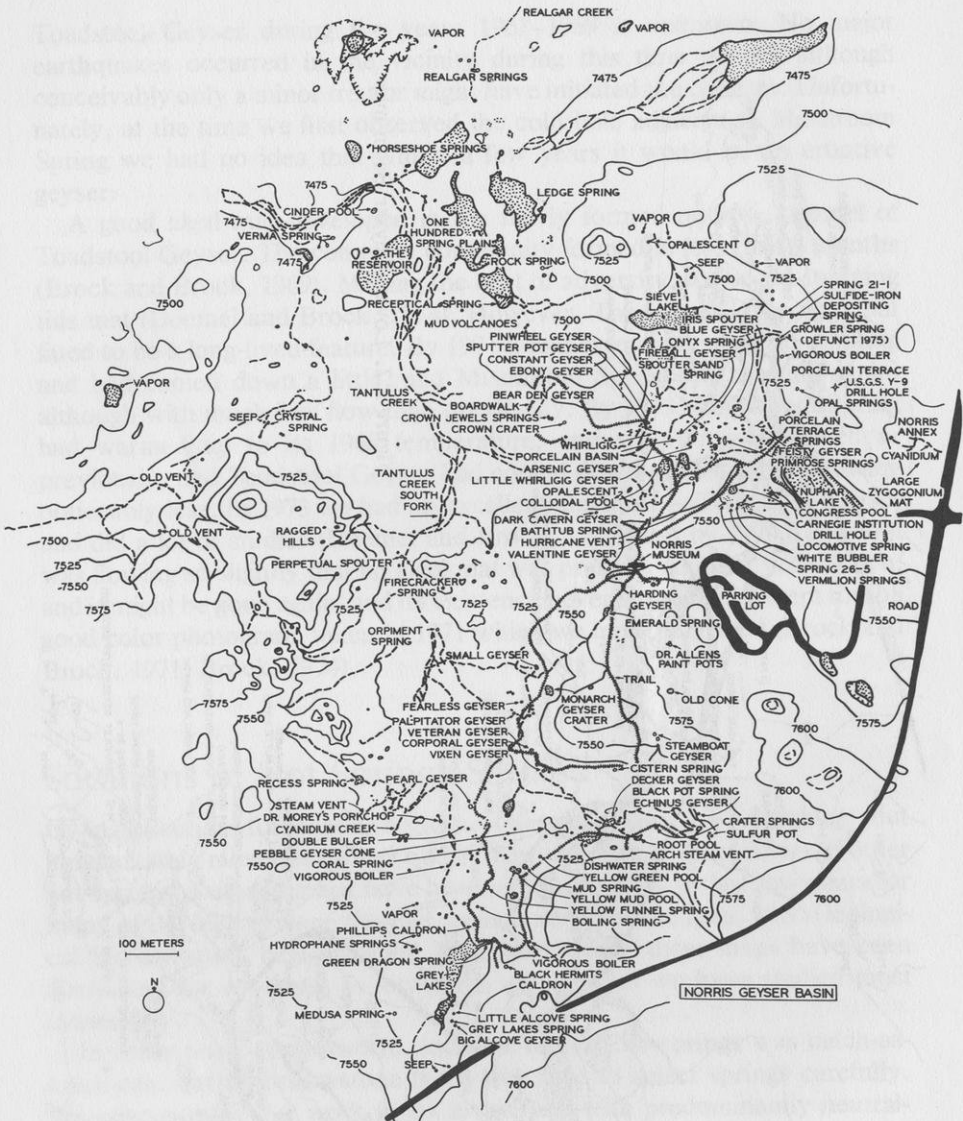 REALGAR CREEK
VAPOR
VAPOR
REALGAR SPRINGS
7475
7475
7500
HORSESHOE SPRINGS
7475
7525
LEDGE SPRING
CINDER POOL
7475
VERMA SPRING
ONE
HUNDRED
SPRING PLAIN
VAPOR
OPALESCENT
THE
RESERVOIR
7475
ROCK SPRING
7525
SEEP
VAPOR
7500
7525
7500
7500
RECEPTICAL SPRING
SIEVE
LAKE
SPRING 21-1
SULFIDE-IRON
DEPOSITING
SPRING
MUD VOLCANOES
7500
IRIS SPOUTER
BLUE GEYSER
ONYX SPRING
FIREBALL GEYSER
SPOUTER SAND
SPRING
GROWLER SPRING
(DEFUNCT 1975)
VIGOROUS BOILER
PINWHEEL GEYSER
SPUTTER POT GEYSER
CONSTANT GEYSER
EBONY GEYSER
BEAR DEN GEYSER
PORCELAIN TERRACE
U.S.G.S. Y-9
DRILL HOLE
OPAL SPRINGS
7525
VAPOR
TANTULUS
CREEK
BOARDWALK
CROWN JEWELS SPRINGS
CROWN CRATER
SEEP
CRYSTAL
SPRING
PORCELAIN
TERRACE
SPRINGS
FEISTY GEYSER
PRIMROSE SPRINGS
NORRIS
ANNEX
CYANIDIUM
WHIRLIGIG
PORCELAIN BASIN
ARSENIC GEYSER
LITTLE WHIRLIGIG GEYSER
OPALESCENT
COLLOIDAL POOL
OLD VENT
7525
TANTULUS
CREEK
SOUTH
FORK
NUPHAR
LAKE
LARGE
ZYGOGONIUM
MAT
CONGRESS POOL
CARNEGIE INSTITUTION
DRILL HOLE
LOCOMOTIVE SPRING
WHITE BUBBLER
SPRING 26-5
VERMILION SPRINGS
OLD VENT
RAGGED
HILLS
7500
7525
7550
7575
DARK CAVERN GEYSER
BATHTUB SPRING
HURRICANE VENT
VALENTINE GEYSER
7550
NORRIS
MUSEUM
PERPETUAL SPOUTER
7525
FIRECRACKER
SPRING
7525
7525
7550
HARDING
GEYSER
EMERALD SPRING
PARKING
LOT
ROAD
7550
ORPIMENT
SPRING
SMALL GEYSER
DR. ALLENS
PAINT POTS
TRAIL
7575
7550
FEARLESS GEYSER
PALPITATOR GEYSER
VETERAN GEYSER
CORPORAL GEYSER
VIXEN GEYSER
MONARCH
GEYSER
CRATER
7550
OLD CONE
7575
7600
7575
STEAMBOAT
GEYSER
RECESS SPRING
PEARL GEYSER
CISTERN SPRING
DECKER GEYSER
BLACK POT SPRING
ECHINUS GEYSER
7600
STEAM VENT
DR. MOREY'S PORKCHOP
CYANIDIUM CREEK
DOUBLE BULGER
PEBBLE GEYSER CONE
CORAL SPRING
VIGOROUS BOILER
7550
7550
CRATER SPRINGS
SULFUR POT
ROOT POOL
ARCH STEAM VENT
7525
DISHWATER SPRING
YELLOW GREEN POOL
MUD SPRING
YELLOW MUD POOL
YELLOW FUNNEL SPRING
BOILING SPRING
7575
7600
7525
VAPOR
PHILLIPS CALDRON
HYDROPHANE SPRINGS
GREEN DRAGON SPRING
GREY
LAKES
100 METERS
N
VIGOROUS BOILER
BLACK HERMITS
CALDRON
NORRIS GEYSER BASIN
7525
MEDUSA SPRING
LITTLE ALCOVE SPRING
GREY LAKES SPRING
BIG ALCOVE GEYSER
7525
7550
SEEP
7600